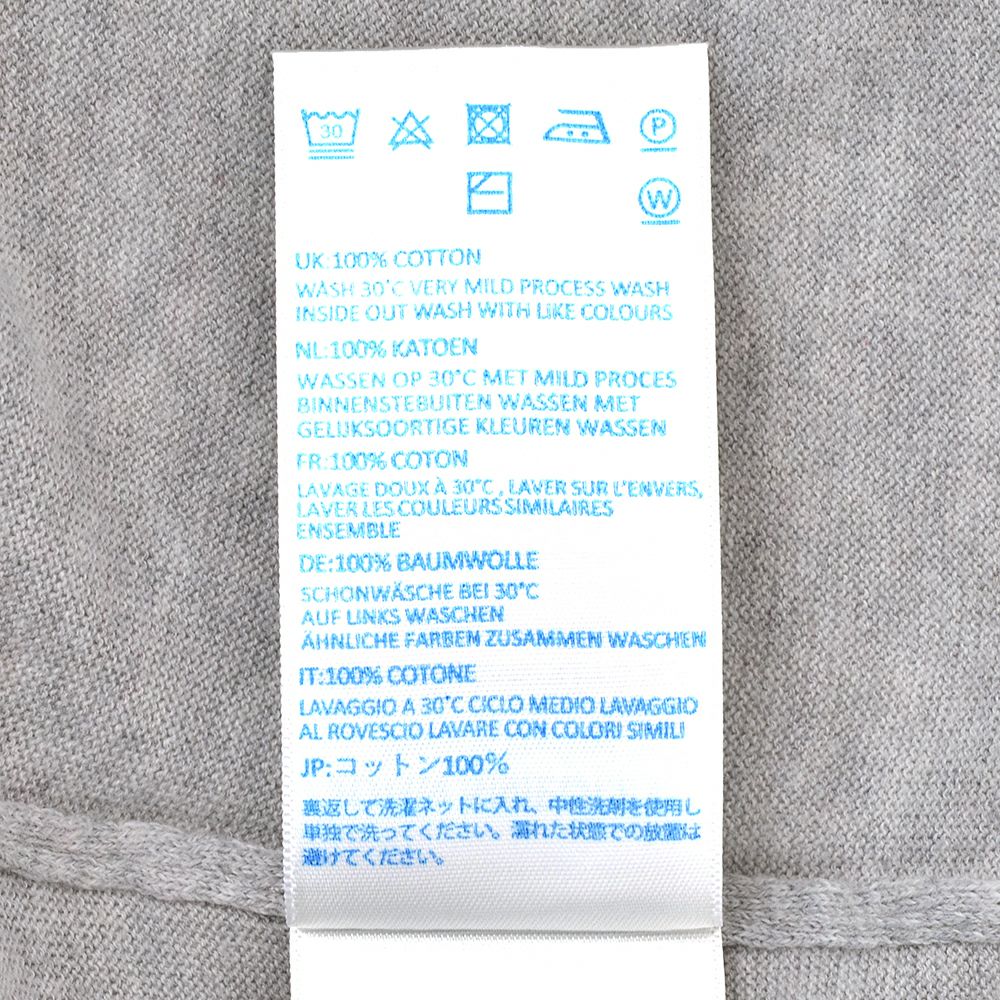 30 P
W
UK:100% COTTON
WASH 30°C VERY MILD PROCESS WASH
INSIDE OUT WASH WITH LIKE COLOURS
NL:100% KATOEN
WASSEN OP 30°C MET MILD PROCES
BINNENSTEBUITEN WASSEN MET
GELIJKSOORTIGE KLEUREN WASSEN
FR:100% COTON
LAVAGE DOUX À 30°C , LAVER SUR L'ENVERS,
LAVER LES COULEURS SIMILAIRES
ENSEMBLE
DE:100% BAUMWOLLE
SCHONWÄSCHE BEI 30°C
AUF LINKS WASCHEN
ÄHNLICHE FARBEN ZUSAMMEN WASCHEN
IT:100% COTONE
LAVAGGIO A 30°C CICLO MEDIO LAVAGGIO
AL ROVESCIO LAVARE CON COLORI SIMILI
JP:コットン100%
裏返して洗濯ネットに入れ、中性洗剤を使用し
単独で洗ってください。濡れた状態での放置は
避けてください。